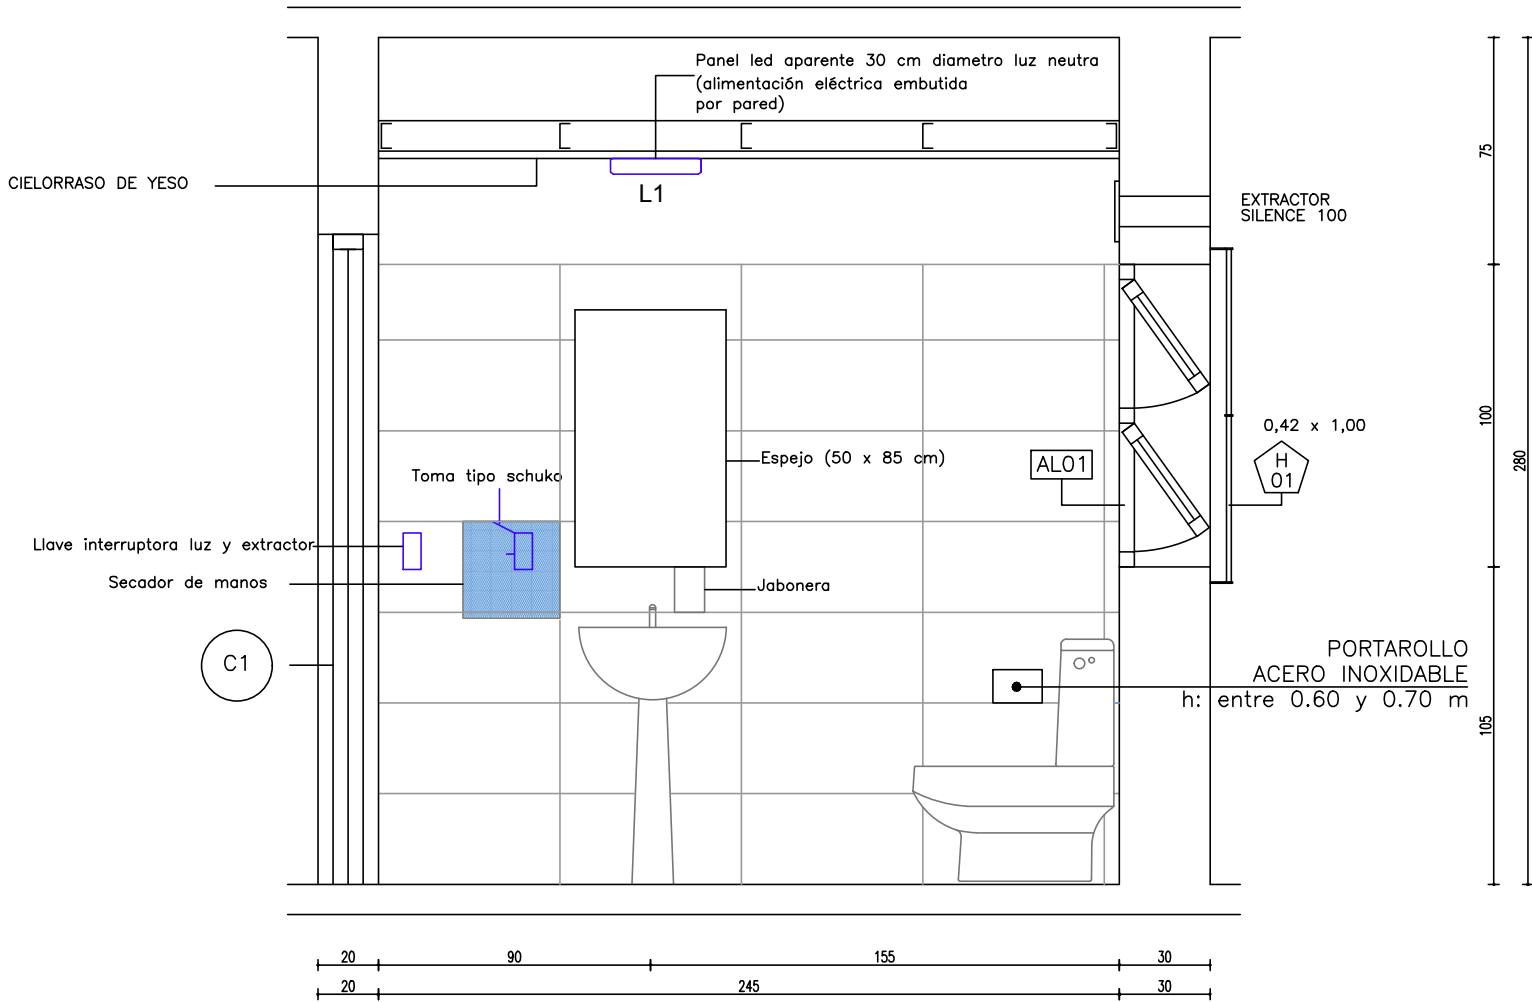 Panel led aparente 30 cm diametro luz neutra
(alimentación eléctrica embutida
por pared)
CIELORRASO DE YESO
L1
EXTRACTOR
SILENCE 100
75
0,42 x 1,00
100
Espejo (50 x 85 cm)
AL01
H
01
280
Toma tipo schuko
Llave interruptora luz y extractor
Secador de manos
Jabonera
C1
PORTAROLLO
ACERO INOXIDABLE
h: entre 0.60 y 0.70 m
105
20 90 155 30
20 245 30